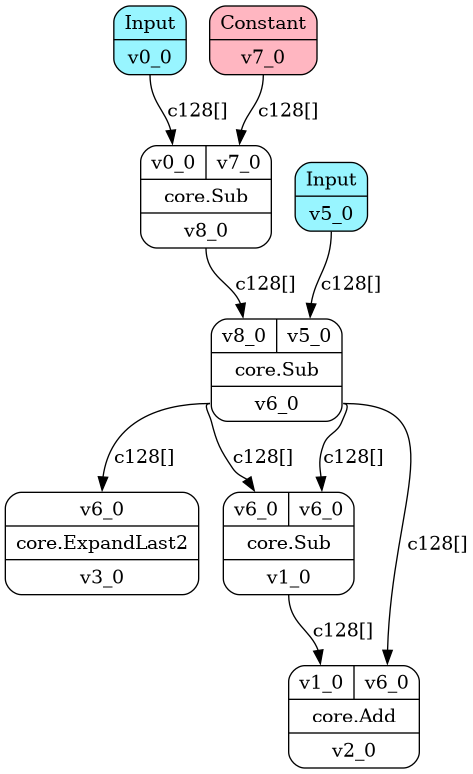 Input
v0_0
Constant
v7_0
c128[]
c128[]
v0_0 v7_0
core.Sub
v8_0
Input
v5_0
c128[]
c128[]
v8_0 v5_0
core.Sub
v6_0
c128[]
c128[]
c128[]
c128[]
v6_0
core.ExpandLast2
v3_0
v6_0 v6_0
core.Sub
v1_0
c128[]
v1_0 v6_0
core.Add
v2_0